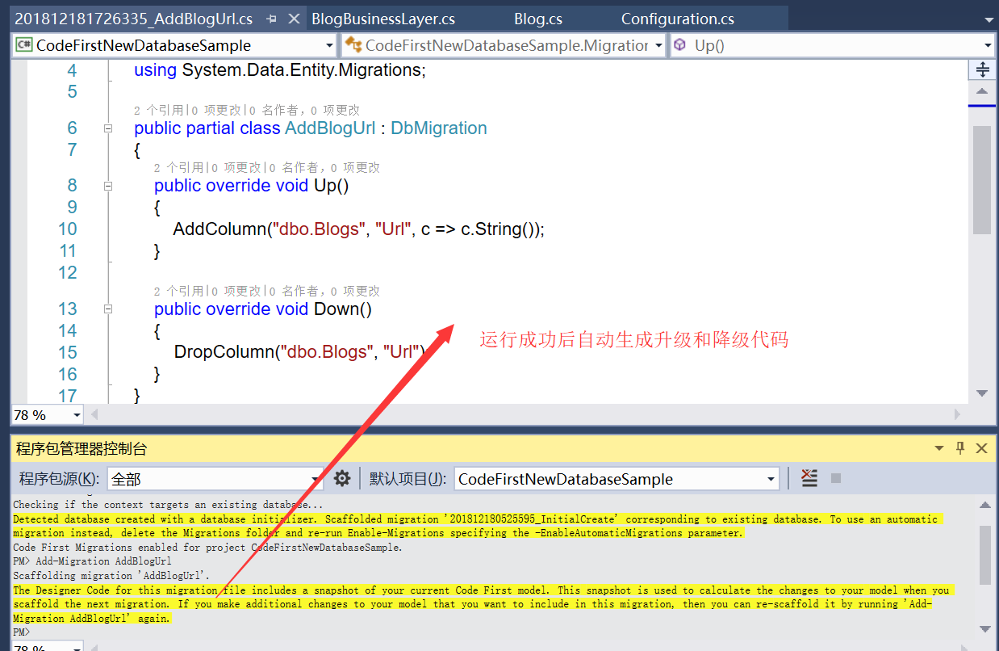 201812181726335_AddBlogUrl.cs BlogBusinessLayer.cs Blog.cs Configuration.cs
C# CodeFirstNewDatabaseSample CodeFirstNewDatabaseSample.Migration Up()
4 using System.Data.Entity.Migrations;
5
2 个引用|0 项更改|0 名作者, 0 项更改
6 public partial class AddBlogUrl : DbMigration
7 {
2 个引用|0 项更改|0 名作者, 0 项更改
8 public override void Up()
9 {
10 AddColumn("dbo.Blogs", "Url", c => c.String());
11 }
12
2 个引用|0 项更改|0 名作者, 0 项更改
13 public override void Down()
14 {
运行成功后自动生成升级和降级代码
15 DropColumn("dbo.Blogs", "Url")
16 }
17 }
78 %
程序包管理器控制台
程序包源(K): 全部 默认项目(J): CodeFirstNewDatabaseSample
Checking if the context targets an existing database...
Detected database created with a database initializer. Scaffolded migration '201812180525595_InitialCreate' corresponding to existing database. To use an automatic
migration instead, delete the Migrations folder and re-run Enable-Migrations specifying the -EnableAutomaticMigrations parameter.
Code First Migrations enabled for project CodeFirstNewDatabaseSample.
PM> Add-Migration AddBlogUrl
Scaffolding migration 'AddBlogUrl'.
The Designer Code for this migration file includes a snapshot of your current Code First model. This snapshot is used to calculate the changes to your model when you
scaffold the next migration. If you make additional changes to your model that you want to include in this migration, then you can re-scaffold it by running 'Add-
Migration AddBlogUrl' again.
PM>
78 %